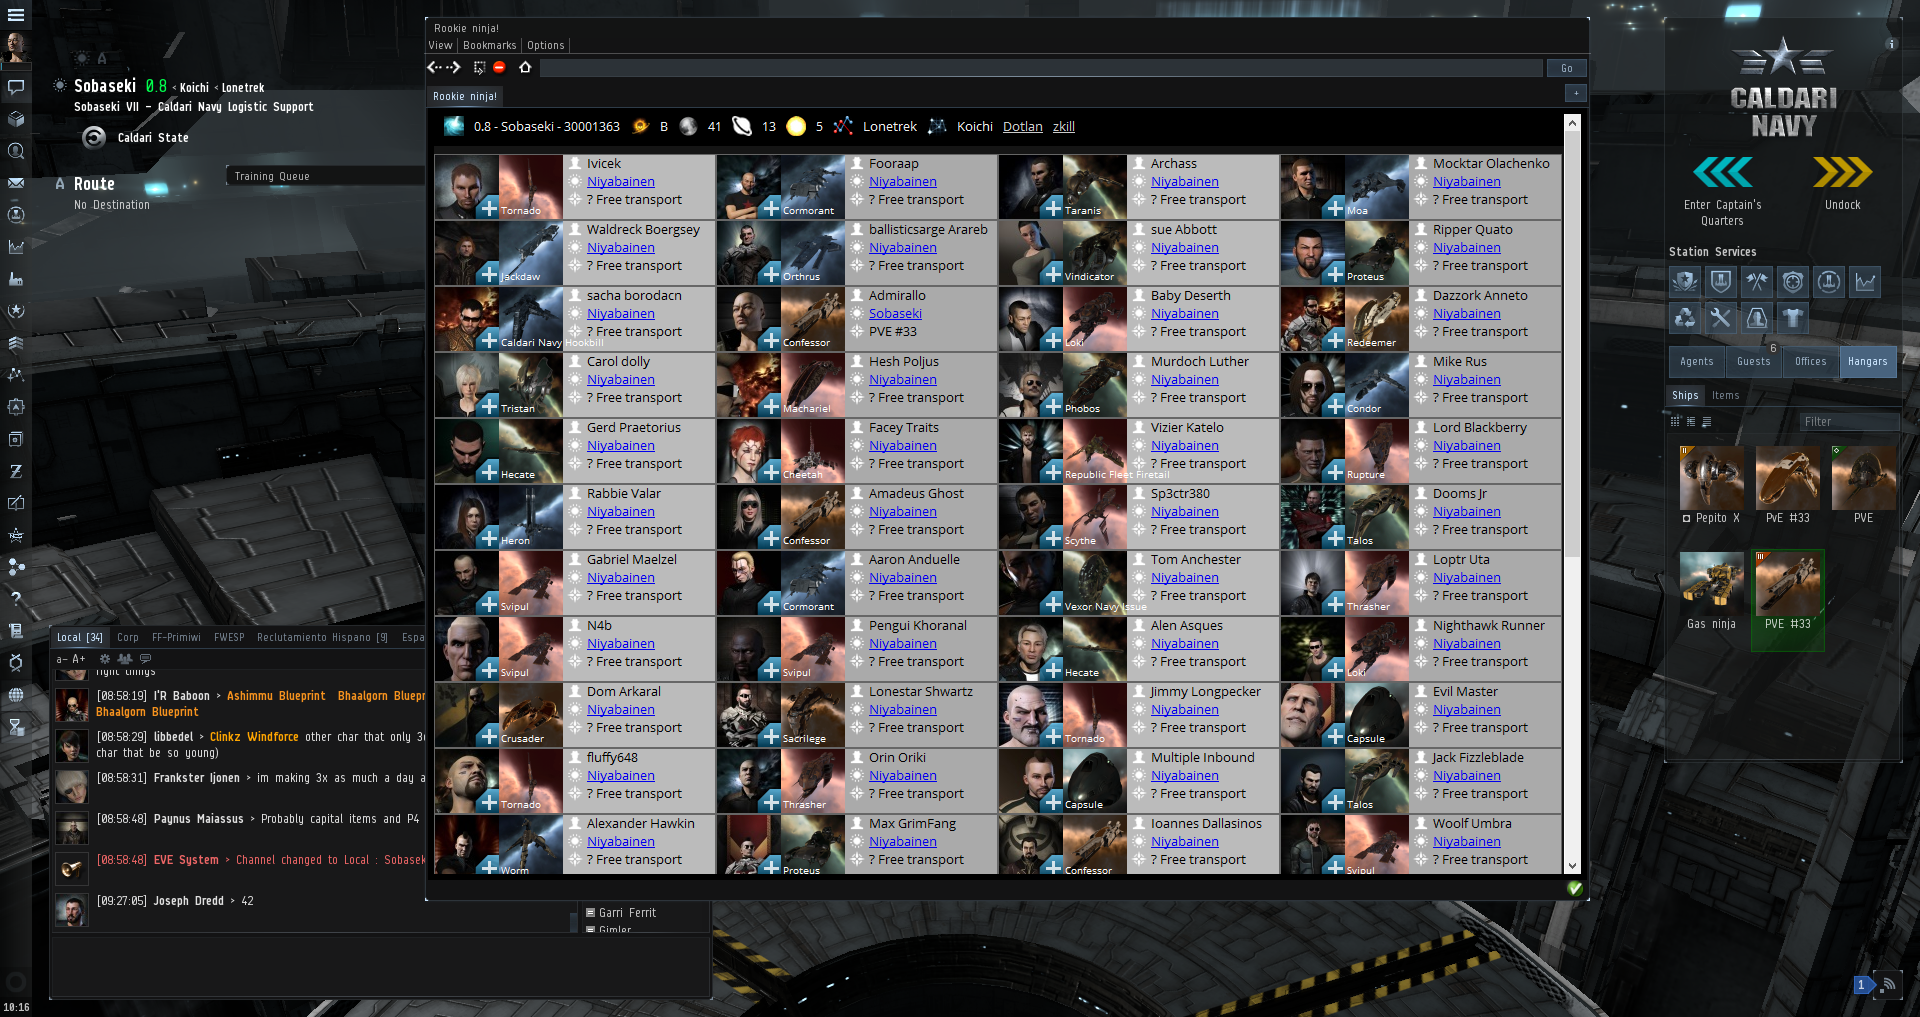 Rookie ninja!
View
Bookmarks
Options
Go
Rookie ninja!
+
0.8 - Sobaseki - 30001363
B
41
13
5
Lonetrek
Koichi
Dotlan
zkill
Ivicek
Niyabainen
? Free transport
Tornado
Fooraap
Niyabainen
? Free transport
Cormorant
Archass
Niyabainen
? Free transport
Taranis
Mocktar Olachenko
Niyabainen
? Free transport
Moa
Waldreck Boergsey
Niyabainen
? Free transport
Jackdaw
ballisticsarge Arareb
Niyabainen
? Free transport
Orthrus
sue Abbott
Niyabainen
? Free transport
Vindicator
Ripper Quato
Niyabainen
? Free transport
Proteus
sacha borodacn
Niyabainen
? Free transport
Caldari Navy Hookbill
Admirallo
Sobaseki
PVE #33
Confessor
Baby Deserth
Niyabainen
? Free transport
Loki
Dazzork Anneto
Niyabainen
? Free transport
Redeemer
Carol dolly
Niyabainen
? Free transport
Tristan
Hesh Poljus
Niyabainen
? Free transport
Machariel
Murdoch Luther
Niyabainen
? Free transport
Phobos
Mike Rus
Niyabainen
? Free transport
Condor
Gerd Praetorius
Niyabainen
? Free transport
Hecate
Facey Traits
Niyabainen
? Free transport
Cheetah
Vizier Katelo
Niyabainen
? Free transport
Republic Fleet Firetail
Lord Blackberry
Niyabainen
? Free transport
Rupture
Rabbie Valar
Niyabainen
? Free transport
Heron
Amadeus Ghost
Niyabainen
? Free transport
Confessor
Sp3ctr380
Niyabainen
? Free transport
Scythe
Dooms Jr
Niyabainen
? Free transport
Talos
Gabriel Maelzel
Niyabainen
? Free transport
Svipul
Aaron Anduelle
Niyabainen
? Free transport
Cormorant
Tom Anchester
Niyabainen
? Free transport
Vexor Navy Issue
Loptr Uta
Niyabainen
? Free transport
Thrasher
N4b
Niyabainen
? Free transport
Svipul
Pengui Khoranal
Niyabainen
? Free transport
Svipul
Alen Asques
Niyabainen
? Free transport
Hecate
Nighthawk Runner
Niyabainen
? Free transport
Loki
Dom Arkaral
Niyabainen
? Free transport
Crusader
Lonestar Shwartz
Niyabainen
? Free transport
Sacrilege
Jimmy Longpecker
Niyabainen
? Free transport
Tornado
Evil Master
Niyabainen
? Free transport
Capsule
fluffy648
Niyabainen
? Free transport
Tornado
Orin Oriki
Niyabainen
? Free transport
Thrasher
Multiple Inbound
Niyabainen
? Free transport
Capsule
Jack Fizzleblade
Niyabainen
? Free transport
Talos
Alexander Hawkin
Niyabainen
? Free transport
Worm
Max GrimFang
Niyabainen
? Free transport
Proteus
Ioannes Dallasinos
Niyabainen
? Free transport
Confessor
Woolf Umbra
Niyabainen
? Free transport
Svipul
A
Sobaseki 0.8 < Koichi < Lonetrek
Sobaseki VII - Caldari Navy Logistic Support
Caldari State
A Route
No Destination
Training Queue
Local [34]
Corp
FF-Primiwi
FWESP
Reclutamiento Hispano [9]
Espa
a- A+
fight things
[08:58:19] I'R Baboon > Ashimmu Blueprint Bhaalgorn Bluepr
Bhaalgorn Blueprint
[08:58:29] libbedel > Clinkz Windforce other char that only 3
char that be so young)
[08:58:31] Frankster Ijonen > im making 3x as much a day a
[08:58:48] Paynus Maiassus > Probably capital items and P4
[08:58:48] EVE System > Channel changed to Local : Sobasek
[09:27:05] Joseph Dredd > 42
Garri Ferrit
Gimler
10:16
CALDARI
NAVY
Enter Captain's
Quarters
Undock
Station Services
Agents
Guests
6
Offices
Hangars
Ships
Items
Filter
Pepito X
PvE #33
PVE
Gas ninja
PVE #33
1